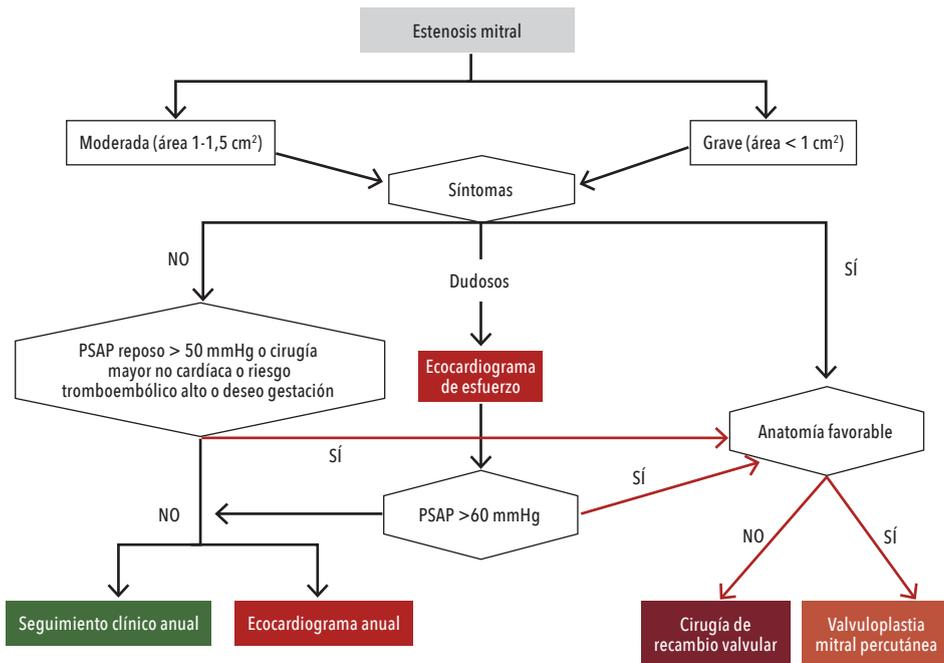 Estenosis mitral
Moderada (área 1-1,5 cm²)
Grave (área < 1 cm²)
Síntomas
NO
Dudosos
SÍ
PSAP reposo > 50 mmHg o cirugía
mayor no cardíaca o riesgo
tromboembólico alto o deseo gestación
Ecocardiograma
de esfuerzo
Anatomía favorable
SÍ
SÍ
NO
PSAP >60 mmHg
NO
SÍ
Seguimiento clínico anual
Ecocardiograma anual
Cirugía de
recambio valvular
Valvuloplastia
mitral percutánea